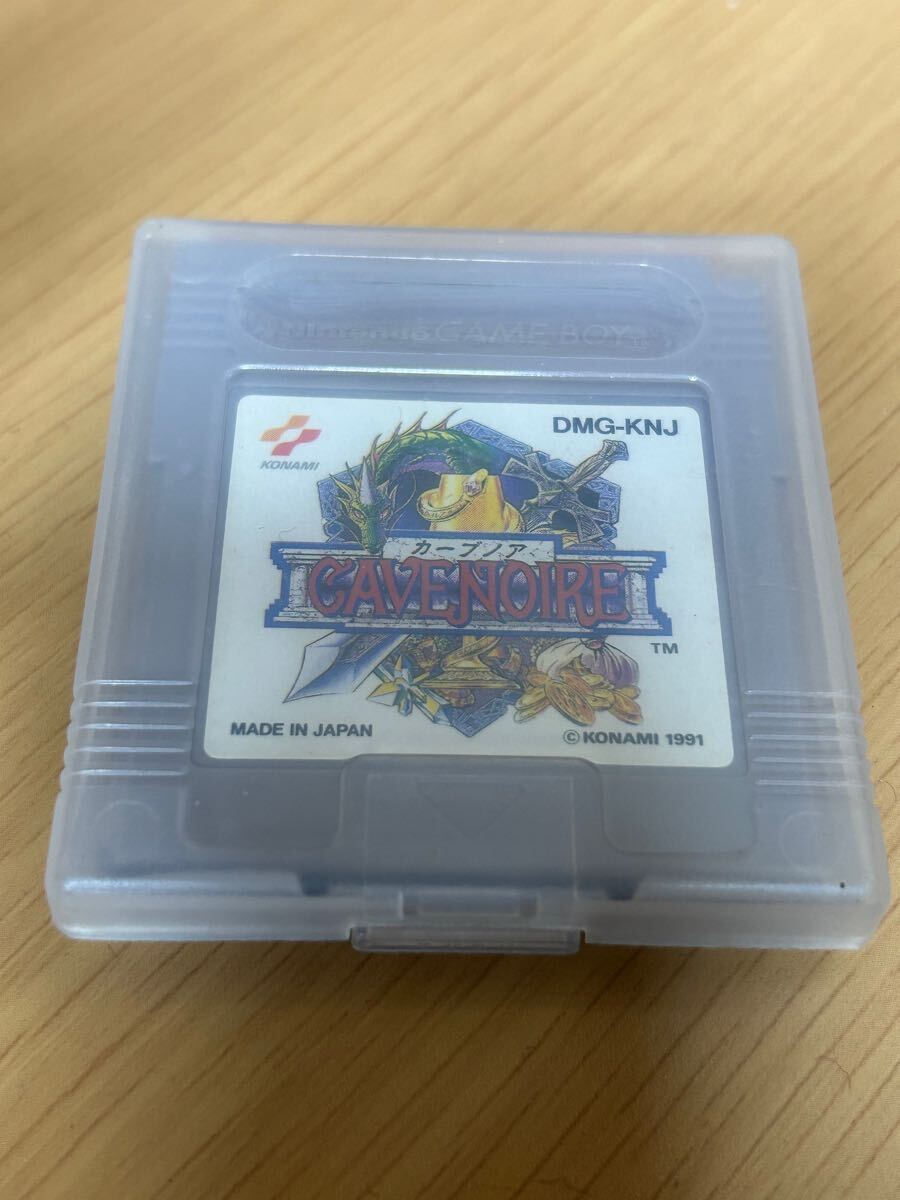 Nintendo GAME BOY
KONAMI
DMG-KNJ
カーブノア
CAVENOIRE
TM
MADE IN JAPAN
© KONAMI 1991